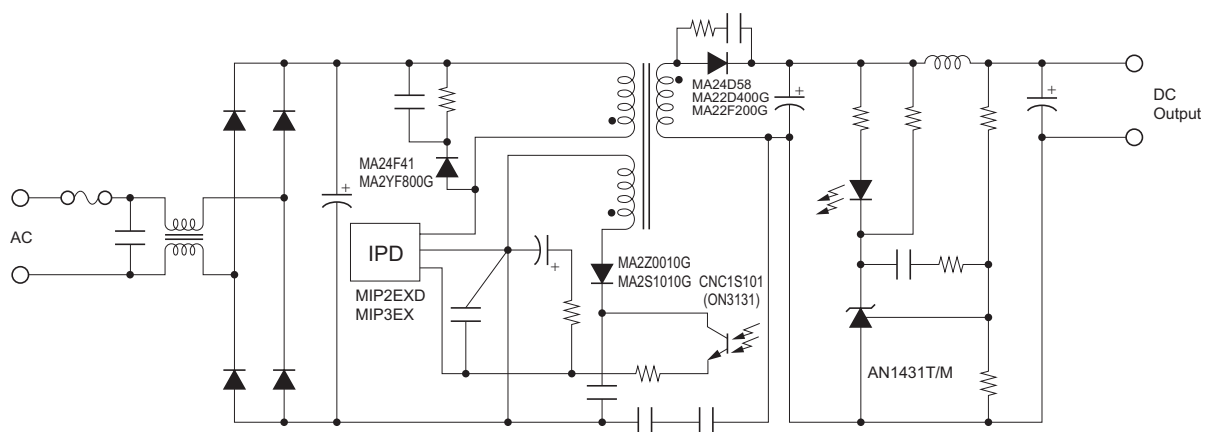 MA24D58
MA22D400G
MA22F200G
DC
Output
+
+
+
MA24F41
MA2YF800G
AC
IPD
MIP2EXD
MIP3EX
+
MA2Z0010G
MA2S1010G
CNC1S101
(ON3131)
AN1431T/M